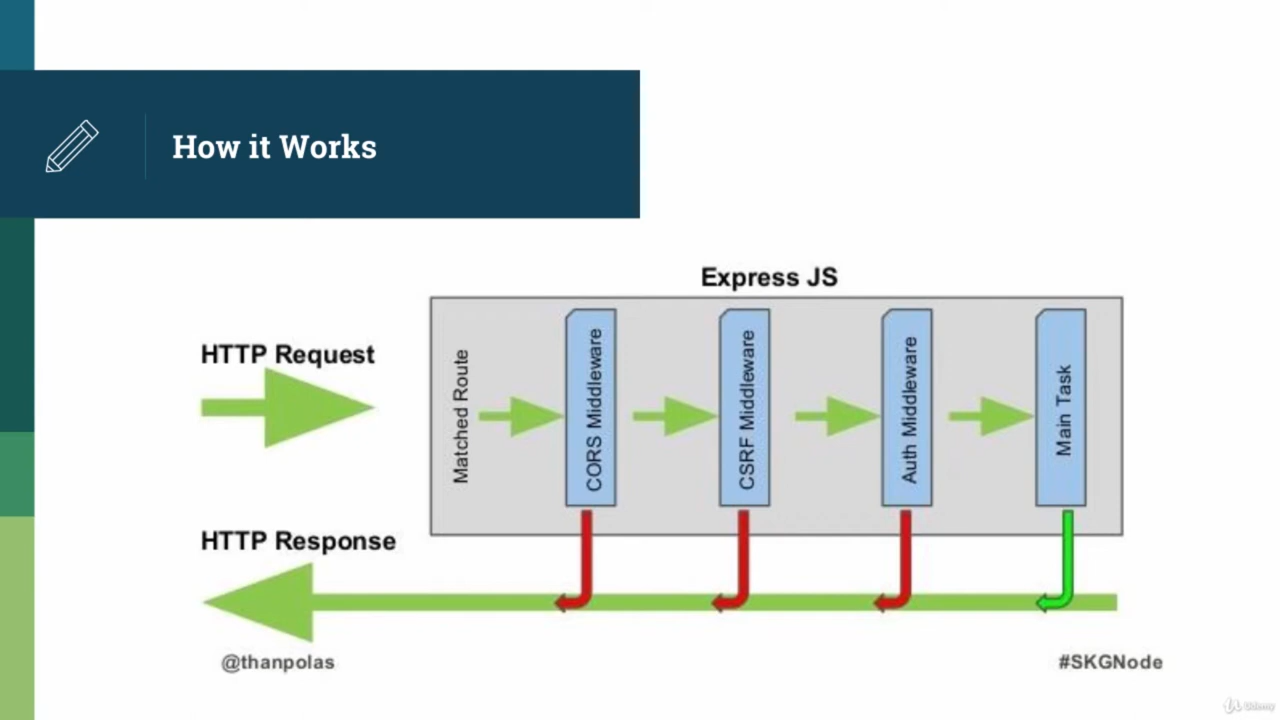 How it Works
Express JS
HTTP Request
Matched Route
CORS Middleware
CSRF Middleware
Auth Middleware
Main Task
HTTP Response
@thanpolas
#SKGNode
Udemy